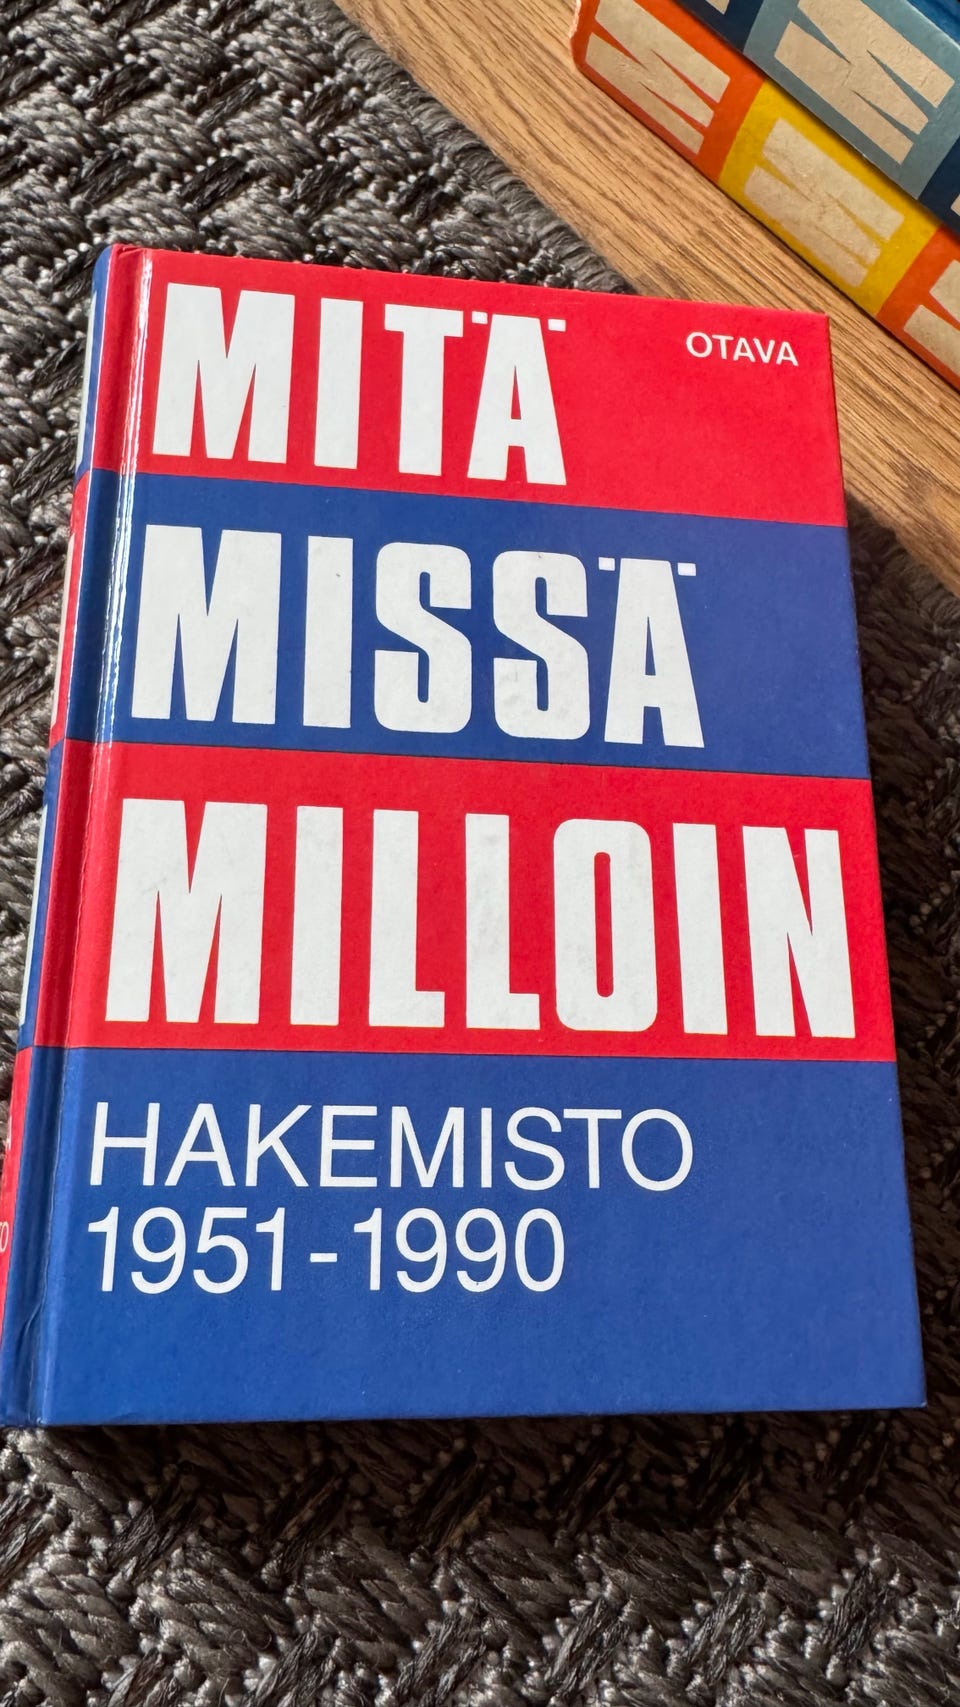 MITÄ
OTAVA
MISSÄ
MILLOIN
HAKEMISTO
1951-1990